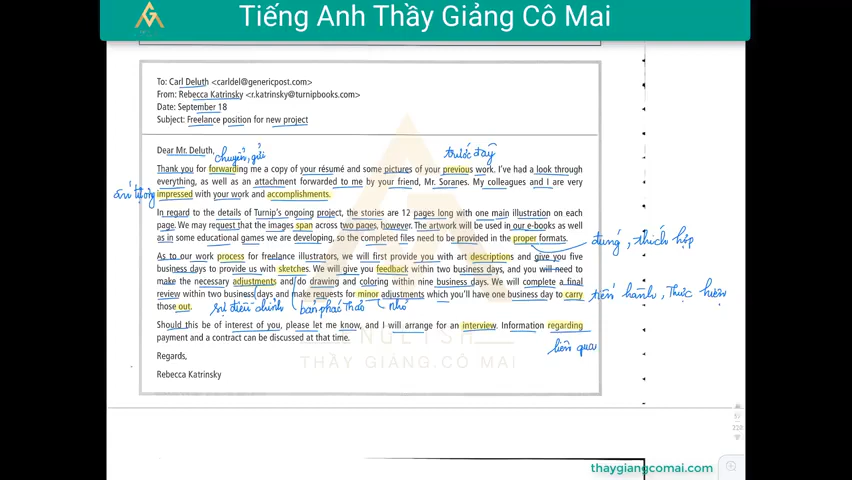 Tiếng Anh Thầy Giảng Cô Mai
To: Carl Deluth <carldel@genericpost.com>
From: Rebecca Katrinsky <r.katrinsky@turnipbooks.com>
Date: September 18
Subject: Freelance position for new project
Dear Mr. Deluth,
chuyển, gửi
trước đây
Thank you for forwarding me a copy of your résumé and some pictures of your previous work. I've had a look through
everything, as well as an attachment forwarded to me by your friend, Mr. Soranes. My colleagues and I are very
ấn tượng
impressed with your work and accomplishments.
In regard to the details of Turnip's ongoing project, the stories are 12 pages long with one main illustration on each
page. We may request that the images span across two pages, however. The artwork will be used in our e-books as well
as in some educational games we are developing, so the completed files need to be provided in the proper formats.
đúng, thích hợp
As to our work process for freelance illustrators, we will first provide you with art descriptions and give you five
business days to provide us with sketches. We will give you feedback within two business days, and you will need to
make the necessary adjustments and do drawing and coloring within nine business days. We will complete a final
review within two business days and make requests for minor adjustments which you'll have one business day to carry
tiến hành, thực hiện
those out.
sự điều chỉnh
bản phác thảo
nhỏ
Should this be of interest of you, please let me know, and I will arrange for an interview. Information regarding
payment and a contract can be discussed at that time.
liên qua
Regards,
ENGLISH
THẦY GIẢNG.CÔ MAI
Rebecca Katrinsky
thaygiangcomai.com